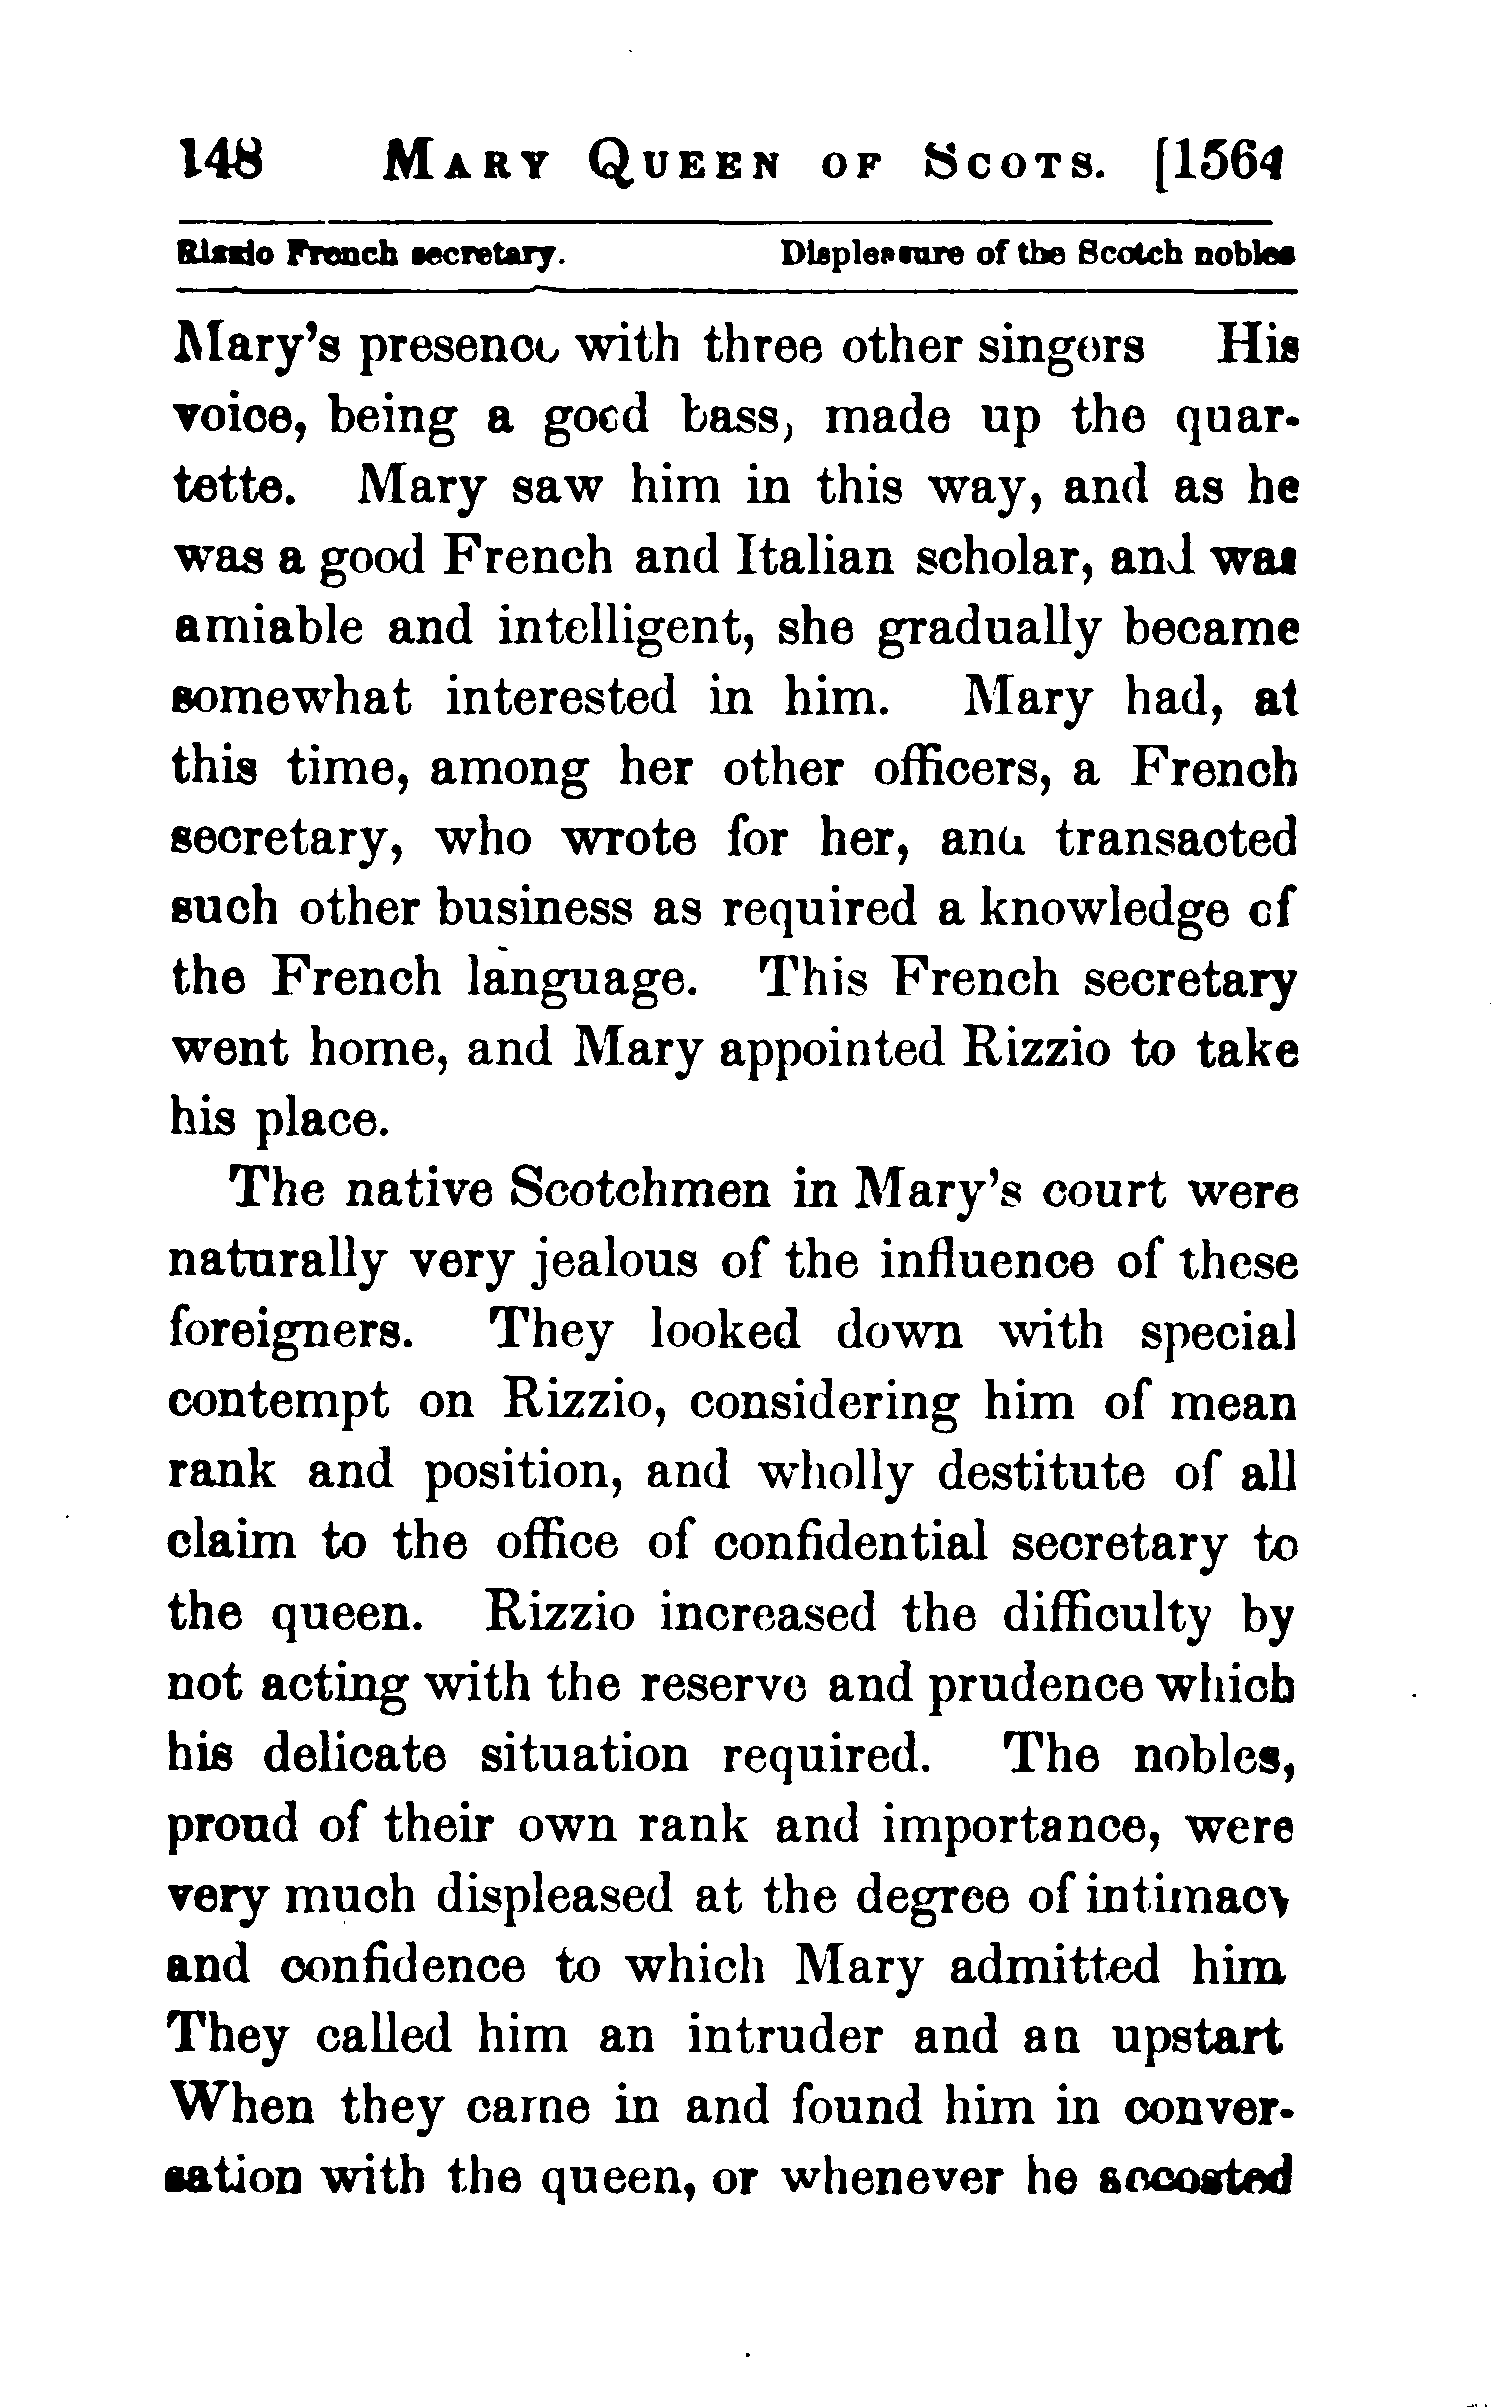 148 MARY QUEEN OF SCOTS. [1564
Rizzio French secretary. Displeasure of the Scotch nobles
Mary's presence with three other singers His
voice, being a good bass, made up the quar-
tette. Mary saw him in this way, and as he
was a good French and Italian scholar, and was
amiable and intelligent, she gradually became
somewhat interested in him. Mary had, at
this time, among her other officers, a French
secretary, who wrote for her, and transacted
such other business as required a knowledge of
the French language. This French secretary
went home, and Mary appointed Rizzio to take
his place.
The native Scotchmen in Mary's court were
naturally very jealous of the influence of these
foreigners. They looked down with special
contempt on Rizzio, considering him of mean
rank and position, and wholly destitute of all
claim to the office of confidential secretary to
the queen. Rizzio increased the difficulty by
not acting with the reserve and prudence which
his delicate situation required. The nobles,
proud of their own rank and importance, were
very much displeased at the degree of intimacy
and confidence to which Mary admitted him
They called him an intruder and an upstart
When they came in and found him in conver-
sation with the queen, or whenever he accosted